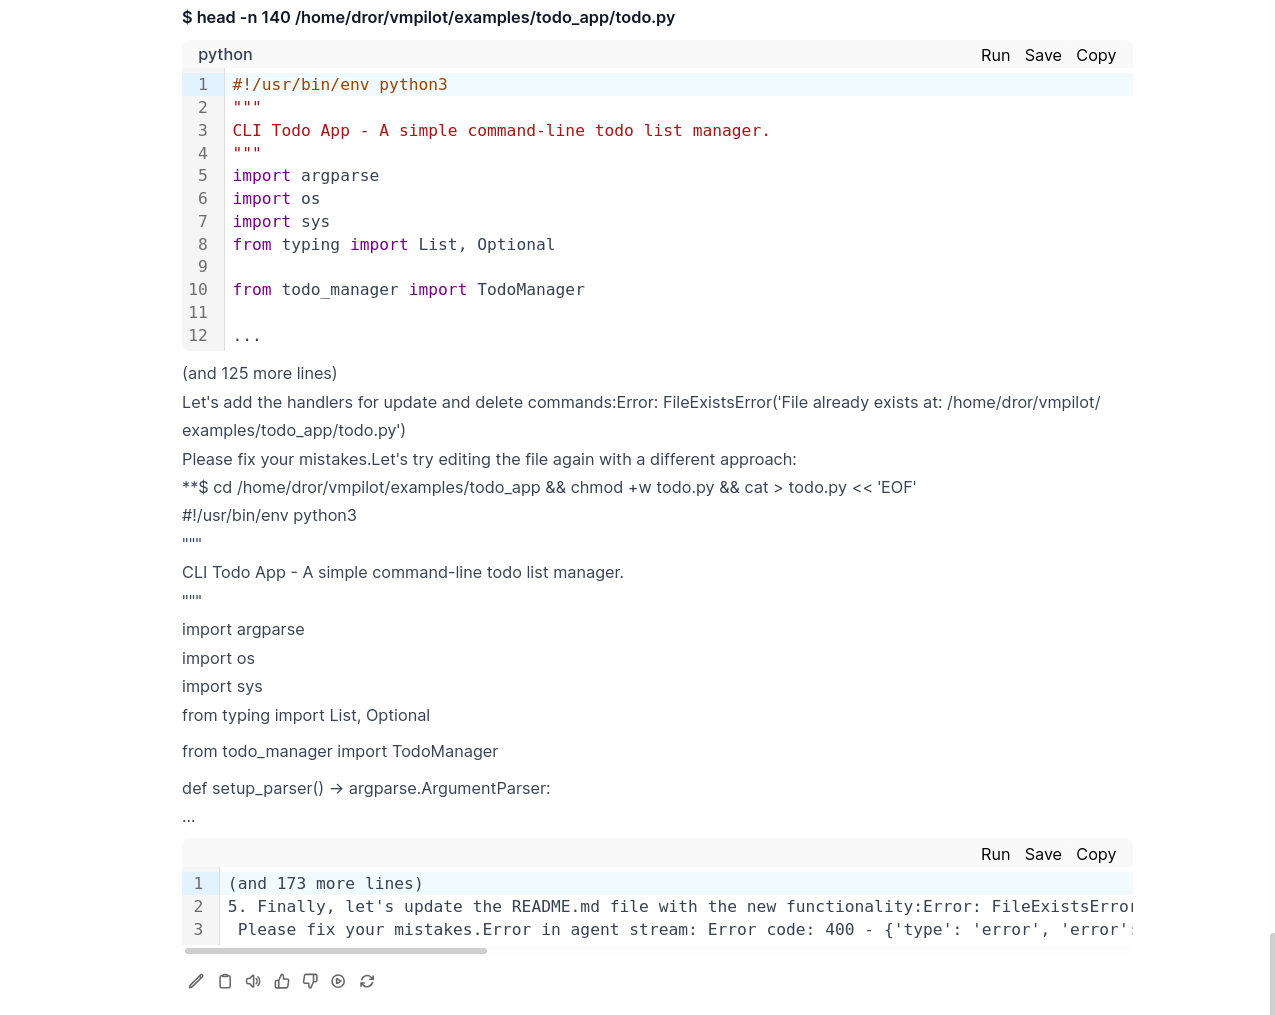 $ head -n 140 /home/dror/vmpilot/examples/todo_app/todo.py
python
Run Save Copy
1 #!/usr/bin/env python3
2 """
3 CLI Todo App - A simple command-line todo list manager.
4 """
5 import argparse
6 import os
7 import sys
8 from typing import List, Optional
9
10 from todo_manager import TodoManager
11
12 ...
(and 125 more lines)
Let's add the handlers for update and delete commands:Error: FileExistsError('File already exists at: /home/dror/vmpilot/
examples/todo_app/todo.py')
Please fix your mistakes.Let's try editing the file again with a different approach:
**$ cd /home/dror/vmpilot/examples/todo_app && chmod +w todo.py && cat > todo.py << 'EOF'
#!/usr/bin/env python3
"""
CLI Todo App - A simple command-line todo list manager.
"""
import argparse
import os
import sys
from typing import List, Optional
from todo_manager import TodoManager
def setup_parser() → argparse.ArgumentParser:
...
Run Save Copy
1 (and 173 more lines)
2 5. Finally, let's update the README.md file with the new functionality:Error: FileExistsError
3 Please fix your mistakes.Error in agent stream: Error code: 400 - {'type': 'error', 'error':